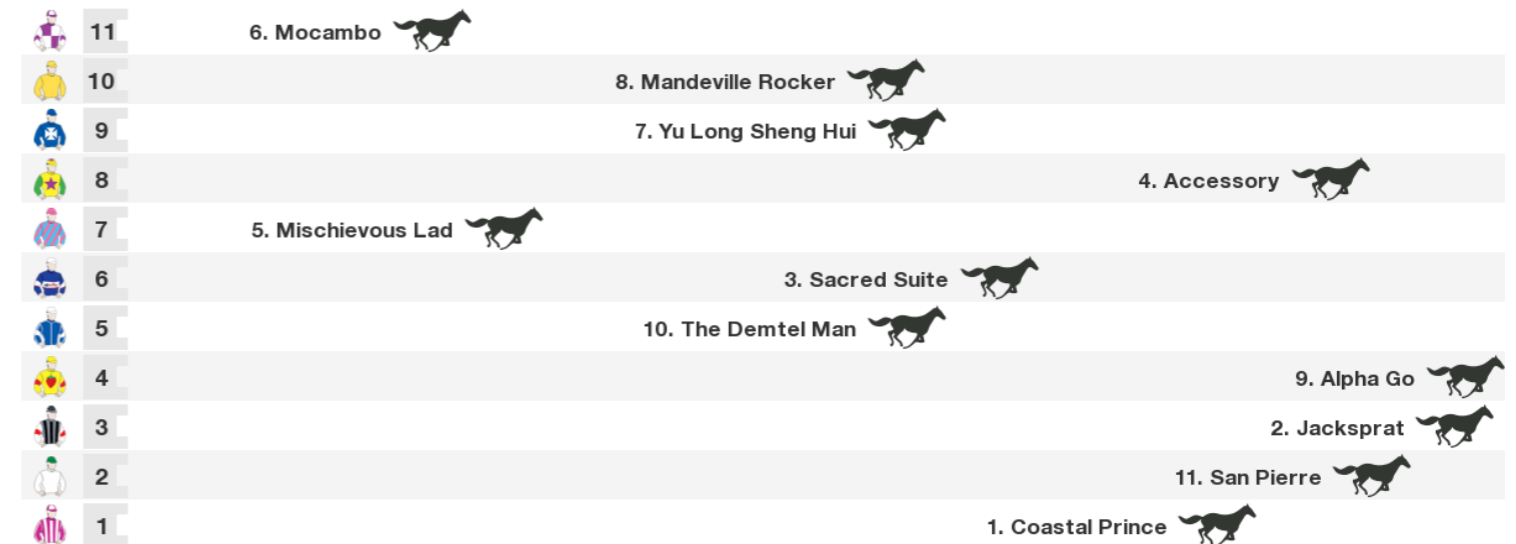 11 6. Mocambo
10 8. Mandeville Rocker
9 7. Yu Long Sheng Hui
8 4. Accessory
7 5. Mischievous Lad
6 3. Sacred Suite
5 10. The Demtel Man
4 9. Alpha Go
3 2. Jacksprat
2 11. San Pierre
1 1. Coastal Prince